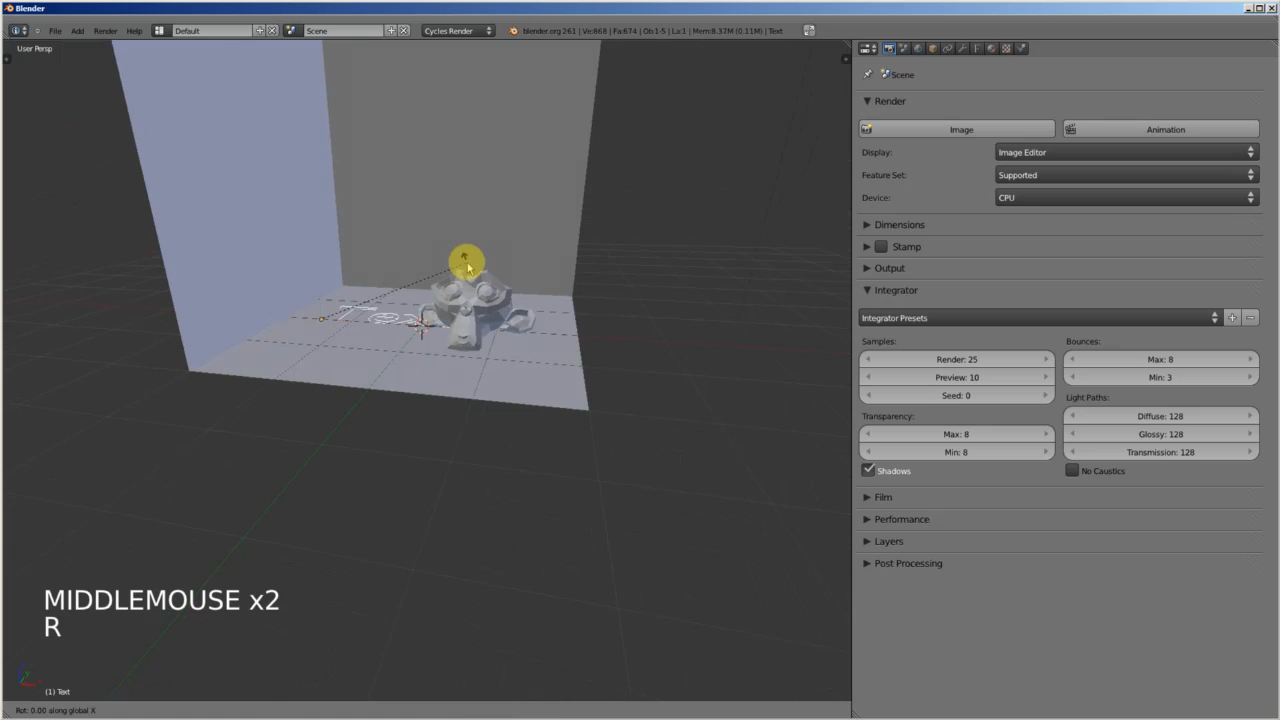 Blender
File Add Render Help Default Scene Cycles Render blender.org 261 | Ve:868 | Fa:674 | Ob:1-5 | La:1 | Mem:8.37M (0.11M) | Text
User Persp
Scene
Render
Image Animation
Display: Image Editor
Feature Set: Supported
Device: CPU
Dimensions
Stamp
Output
Integrator
Integrator Presets
Samples: Bounces:
Render: 25 Max: 8
Preview: 10 Min: 3
Seed: 0 Light Paths:
Transparency: Diffuse: 128
Max: 8 Glossy: 128
Min: 8 Transmission: 128
Shadows No Caustics
Film
Performance
Layers
Post Processing
MIDDLEMOUSE x2
R
(1) Text
Rot: 0.00 along global X